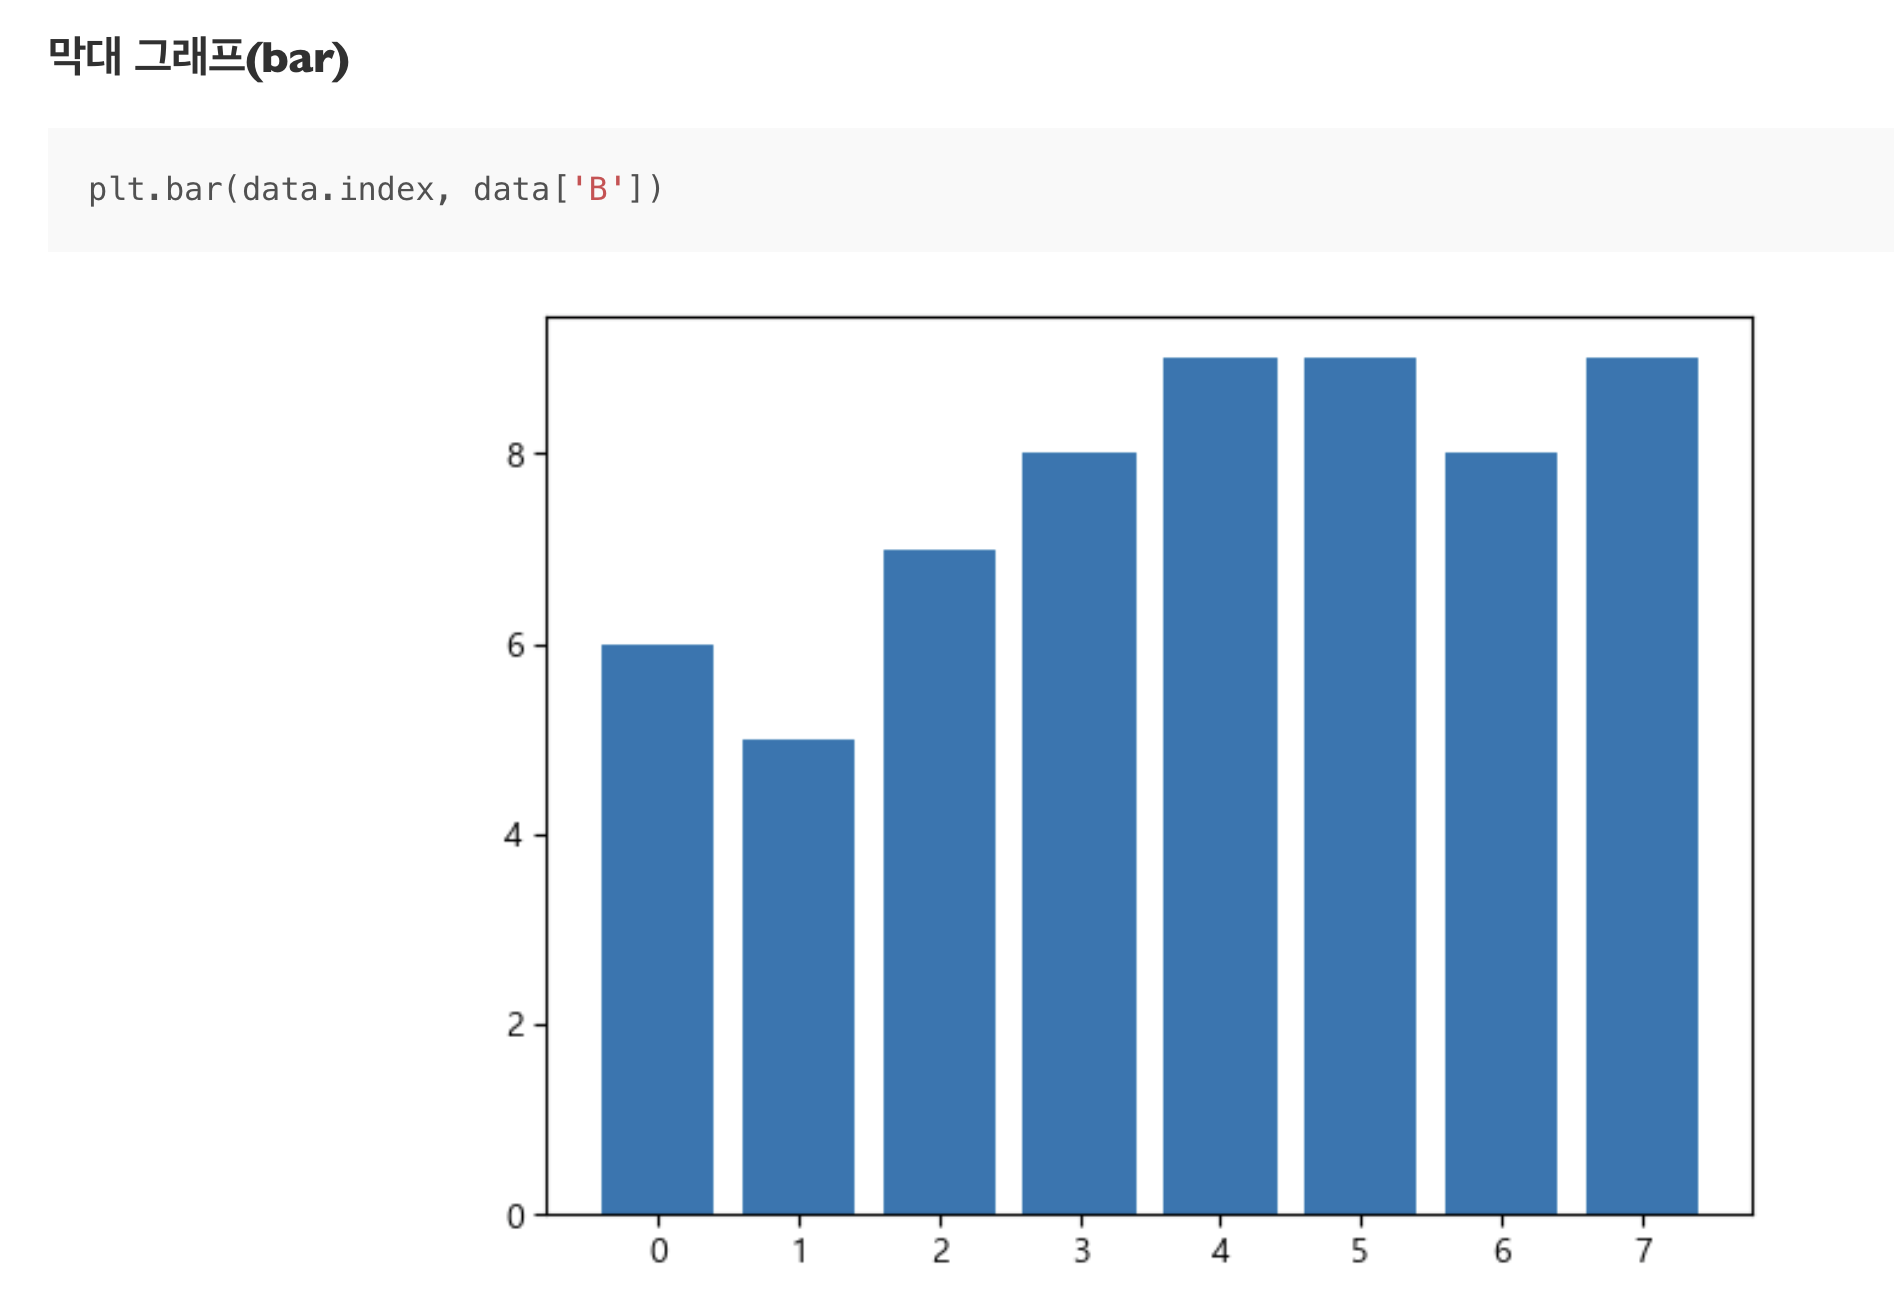 막대 그래프(bar)
plt.bar(data.index, data['B'])
8
6
4
2
0
0 1 2 3 4 5 6 7